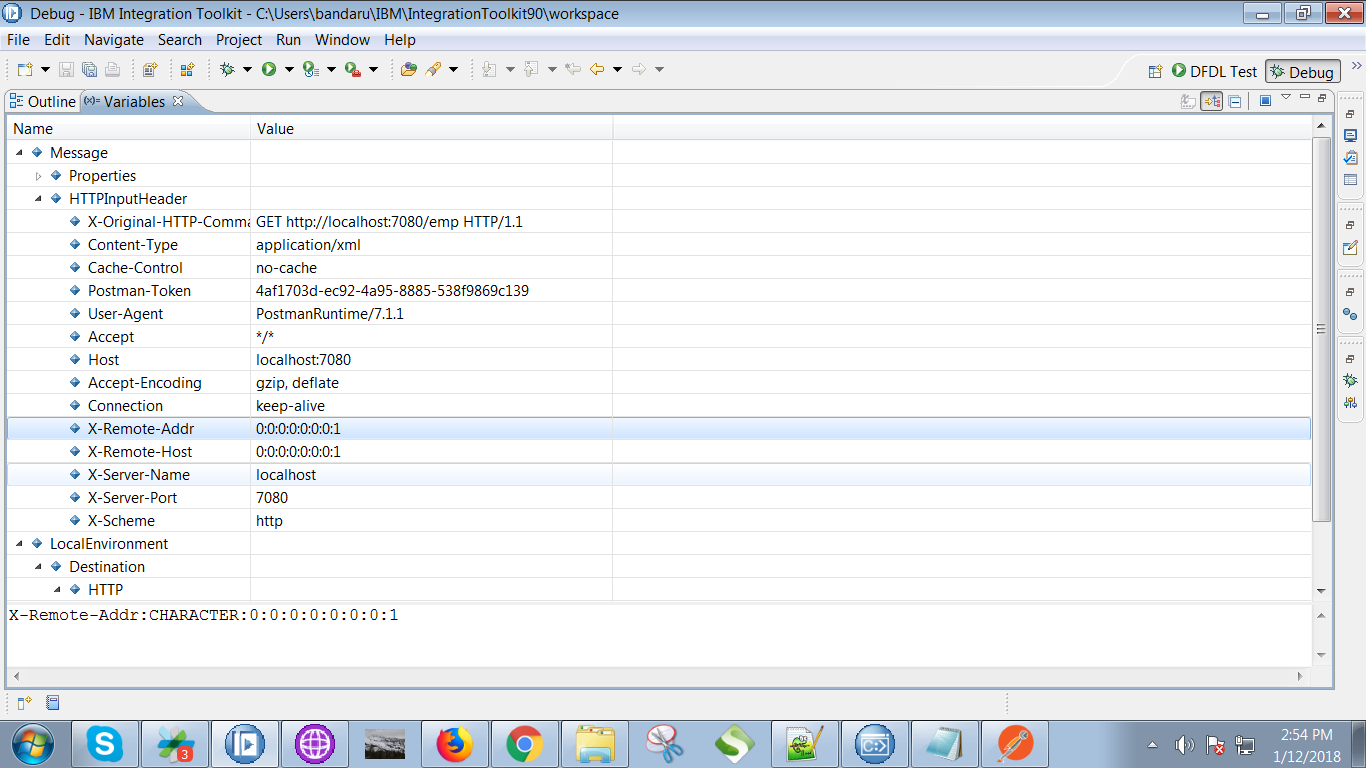 Debug - IBM Integration Toolkit - C:\Users\bandaru\IBM\IntegrationToolkit90\workspace
File Edit Navigate Search Project Run Window Help
DFDL Test Debug
Outline (x)= Variables
Name Value
Message
Properties
HTTPInputHeader
X-Original-HTTP-Comma GET http://localhost:7080/emp HTTP/1.1
Content-Type application/xml
Cache-Control no-cache
Postman-Token 4af1703d-ec92-4a95-8885-538f9869c139
User-Agent PostmanRuntime/7.1.1
Accept */*
Host localhost:7080
Accept-Encoding gzip, deflate
Connection keep-alive
X-Remote-Addr 0:0:0:0:0:0:0:1
X-Remote-Host 0:0:0:0:0:0:0:1
X-Server-Name localhost
X-Server-Port 7080
X-Scheme http
LocalEnvironment
Destination
HTTP
X-Remote-Addr:CHARACTER:0:0:0:0:0:0:0:1
3
2:54 PM
1/12/2018